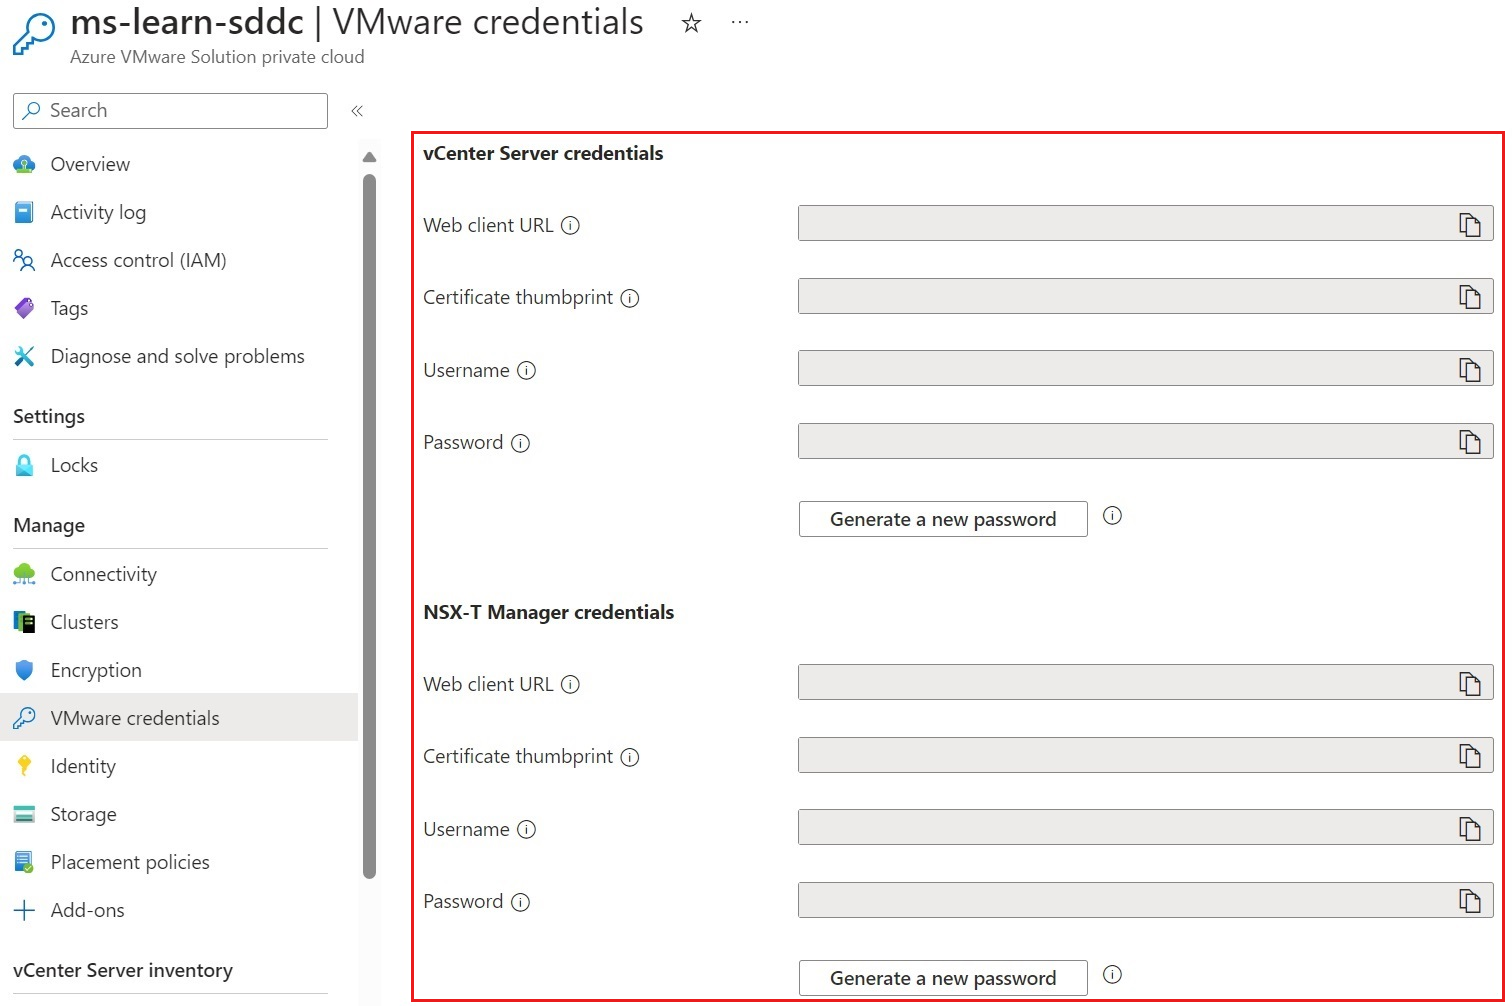 ms-learn-sddc | VMware credentials
Azure VMware Solution private cloud
Search
Overview
Activity log
Access control (IAM)
Tags
Diagnose and solve problems
Settings
Locks
Manage
Connectivity
Clusters
Encryption
VMware credentials
Identity
Storage
Placement policies
Add-ons
vCenter Server inventory
vCenter Server credentials
Web client URL
Certificate thumbprint
Username
Password
Generate a new password
NSX-T Manager credentials
Web client URL
Certificate thumbprint
Username
Password
Generate a new password